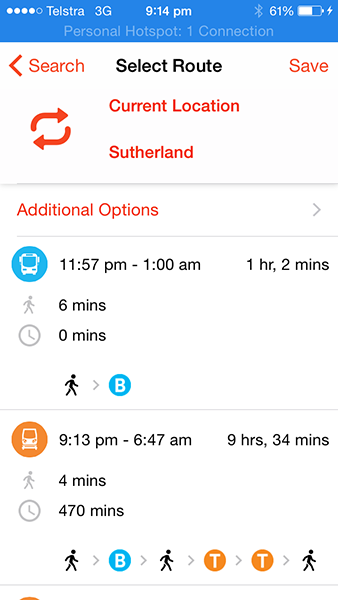 Telstra 3G 9:14 pm 61%
Personal Hotspot: 1 Connection
Search Select Route Save
Current Location
Sutherland
Additional Options
11:57 pm - 1:00 am 1 hr, 2 mins
6 mins
0 mins
B
9:13 pm - 6:47 am 9 hrs, 34 mins
4 mins
470 mins
B T T